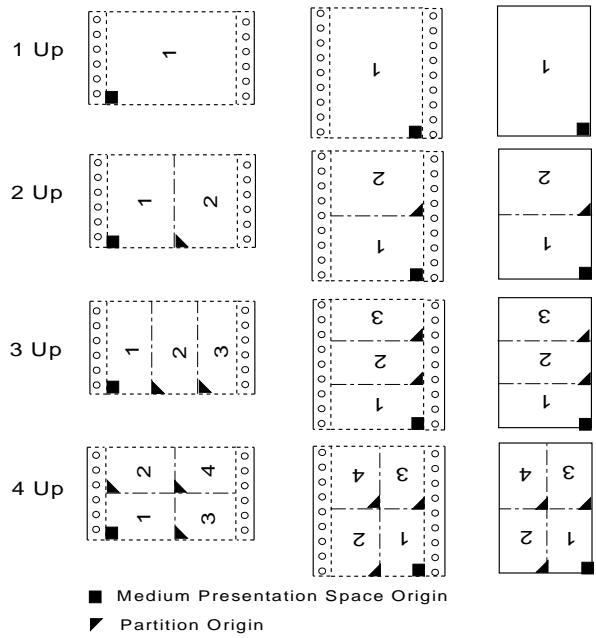 1 Up
1 1 1
2 Up
1 2
2 2
1 1
3 Up
1 2 3
3 3
2 2
1 1
4 Up
2 4
1 3
4 3
2 1
4 3
2 1
Medium Presentation Space Origin
Partition Origin